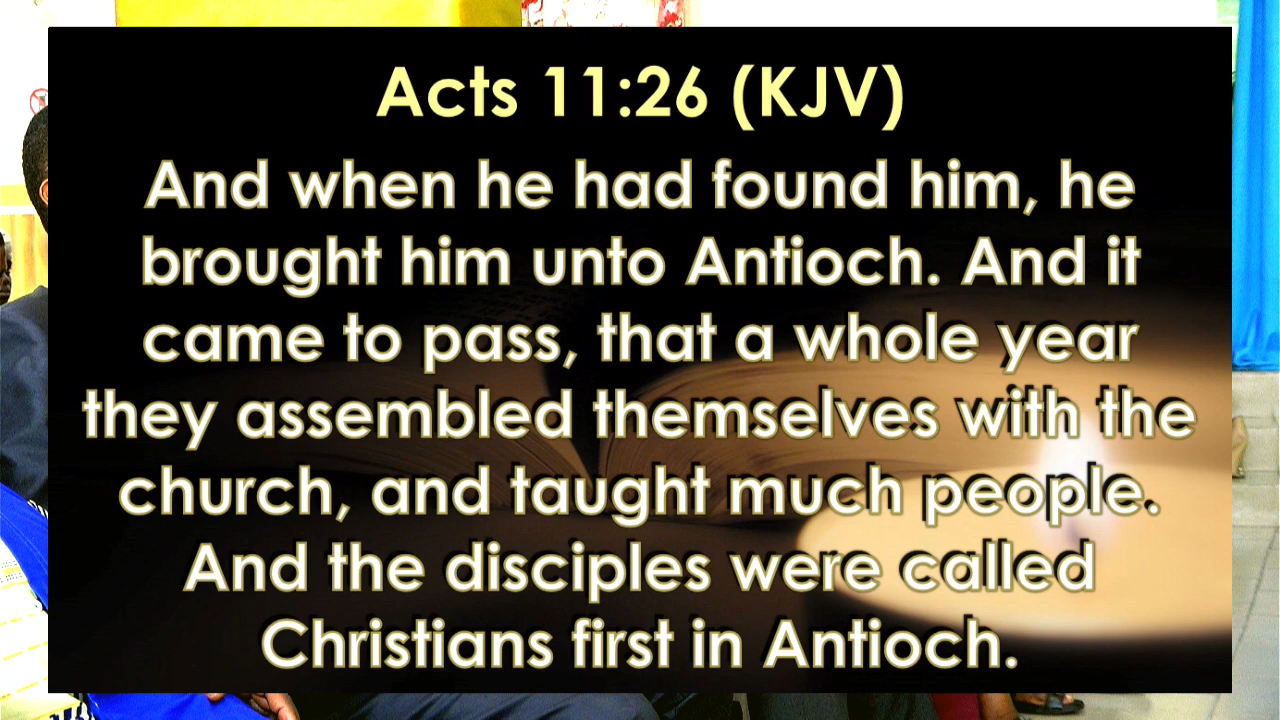 Acts 11:26 (KJV)
And when he had found him, he
brought him unto Antioch. And it
came to pass, that a whole year
they assembled themselves with the
church, and taught much people.
And the disciples were called
Christians first in Antioch.